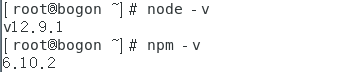 [root@bogon ~]# node -v
v12.9.1
[root@bogon ~]# npm -v
6.10.2